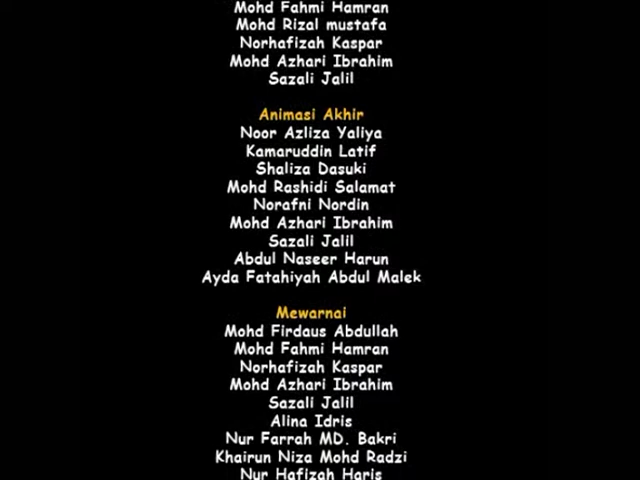 Mohd Fahmi Hamran
Mohd Rizal mustafa
Norhafizah Kaspar
Mohd Azhari Ibrahim
Sazali Jalil
Animasi Akhir
Noor Azliza Yaliya
Kamaruddin Latif
Shaliza Dasuki
Mohd Rashidi Salamat
Norafni Nordin
Mohd Azhari Ibrahim
Sazali Jalil
Abdul Naseer Harun
Ayda Fatahiyah Abdul Malek
Mewarnai
Mohd Firdaus Abdullah
Mohd Fahmi Hamran
Norhafizah Kaspar
Mohd Azhari Ibrahim
Sazali Jalil
Alina Idris
Nur Farrah MD. Bakri
Khairun Niza Mohd Radzi
Nur Hafizah Haris